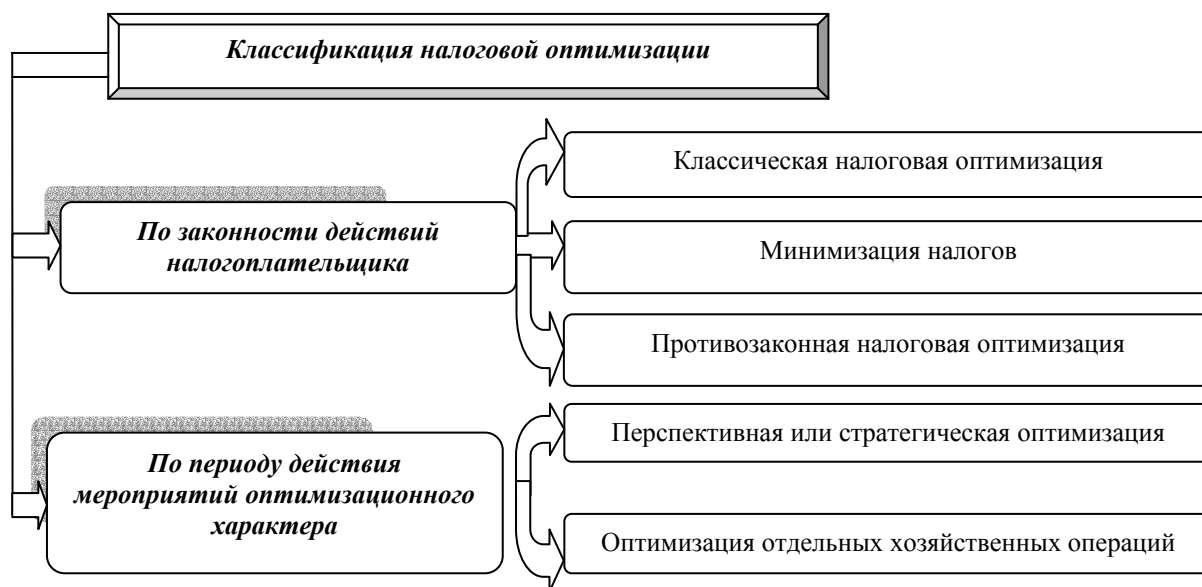 Классификация налоговой оптимизации
По законности действий
налогоплательщика
Классическая налоговая оптимизация
Минимизация налогов
Противозаконная налоговая оптимизация
По периоду действия
мероприятий оптимизационного
характера
Перспективная или стратегическая оптимизация
Оптимизация отдельных хозяйственных операций